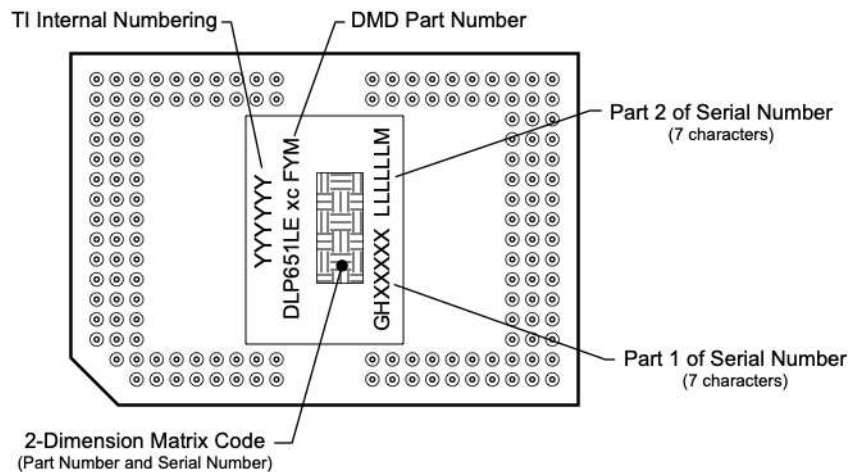 TI Internal Numbering
DMD Part Number
Part 2 of Serial Number
(7 characters)
YYYYYYY
DLP651LE xc FYM
GHXXXXX LLLLLLM
Part 1 of Serial Number
(7 characters)
2-Dimension Matrix Code
(Part Number and Serial Number)